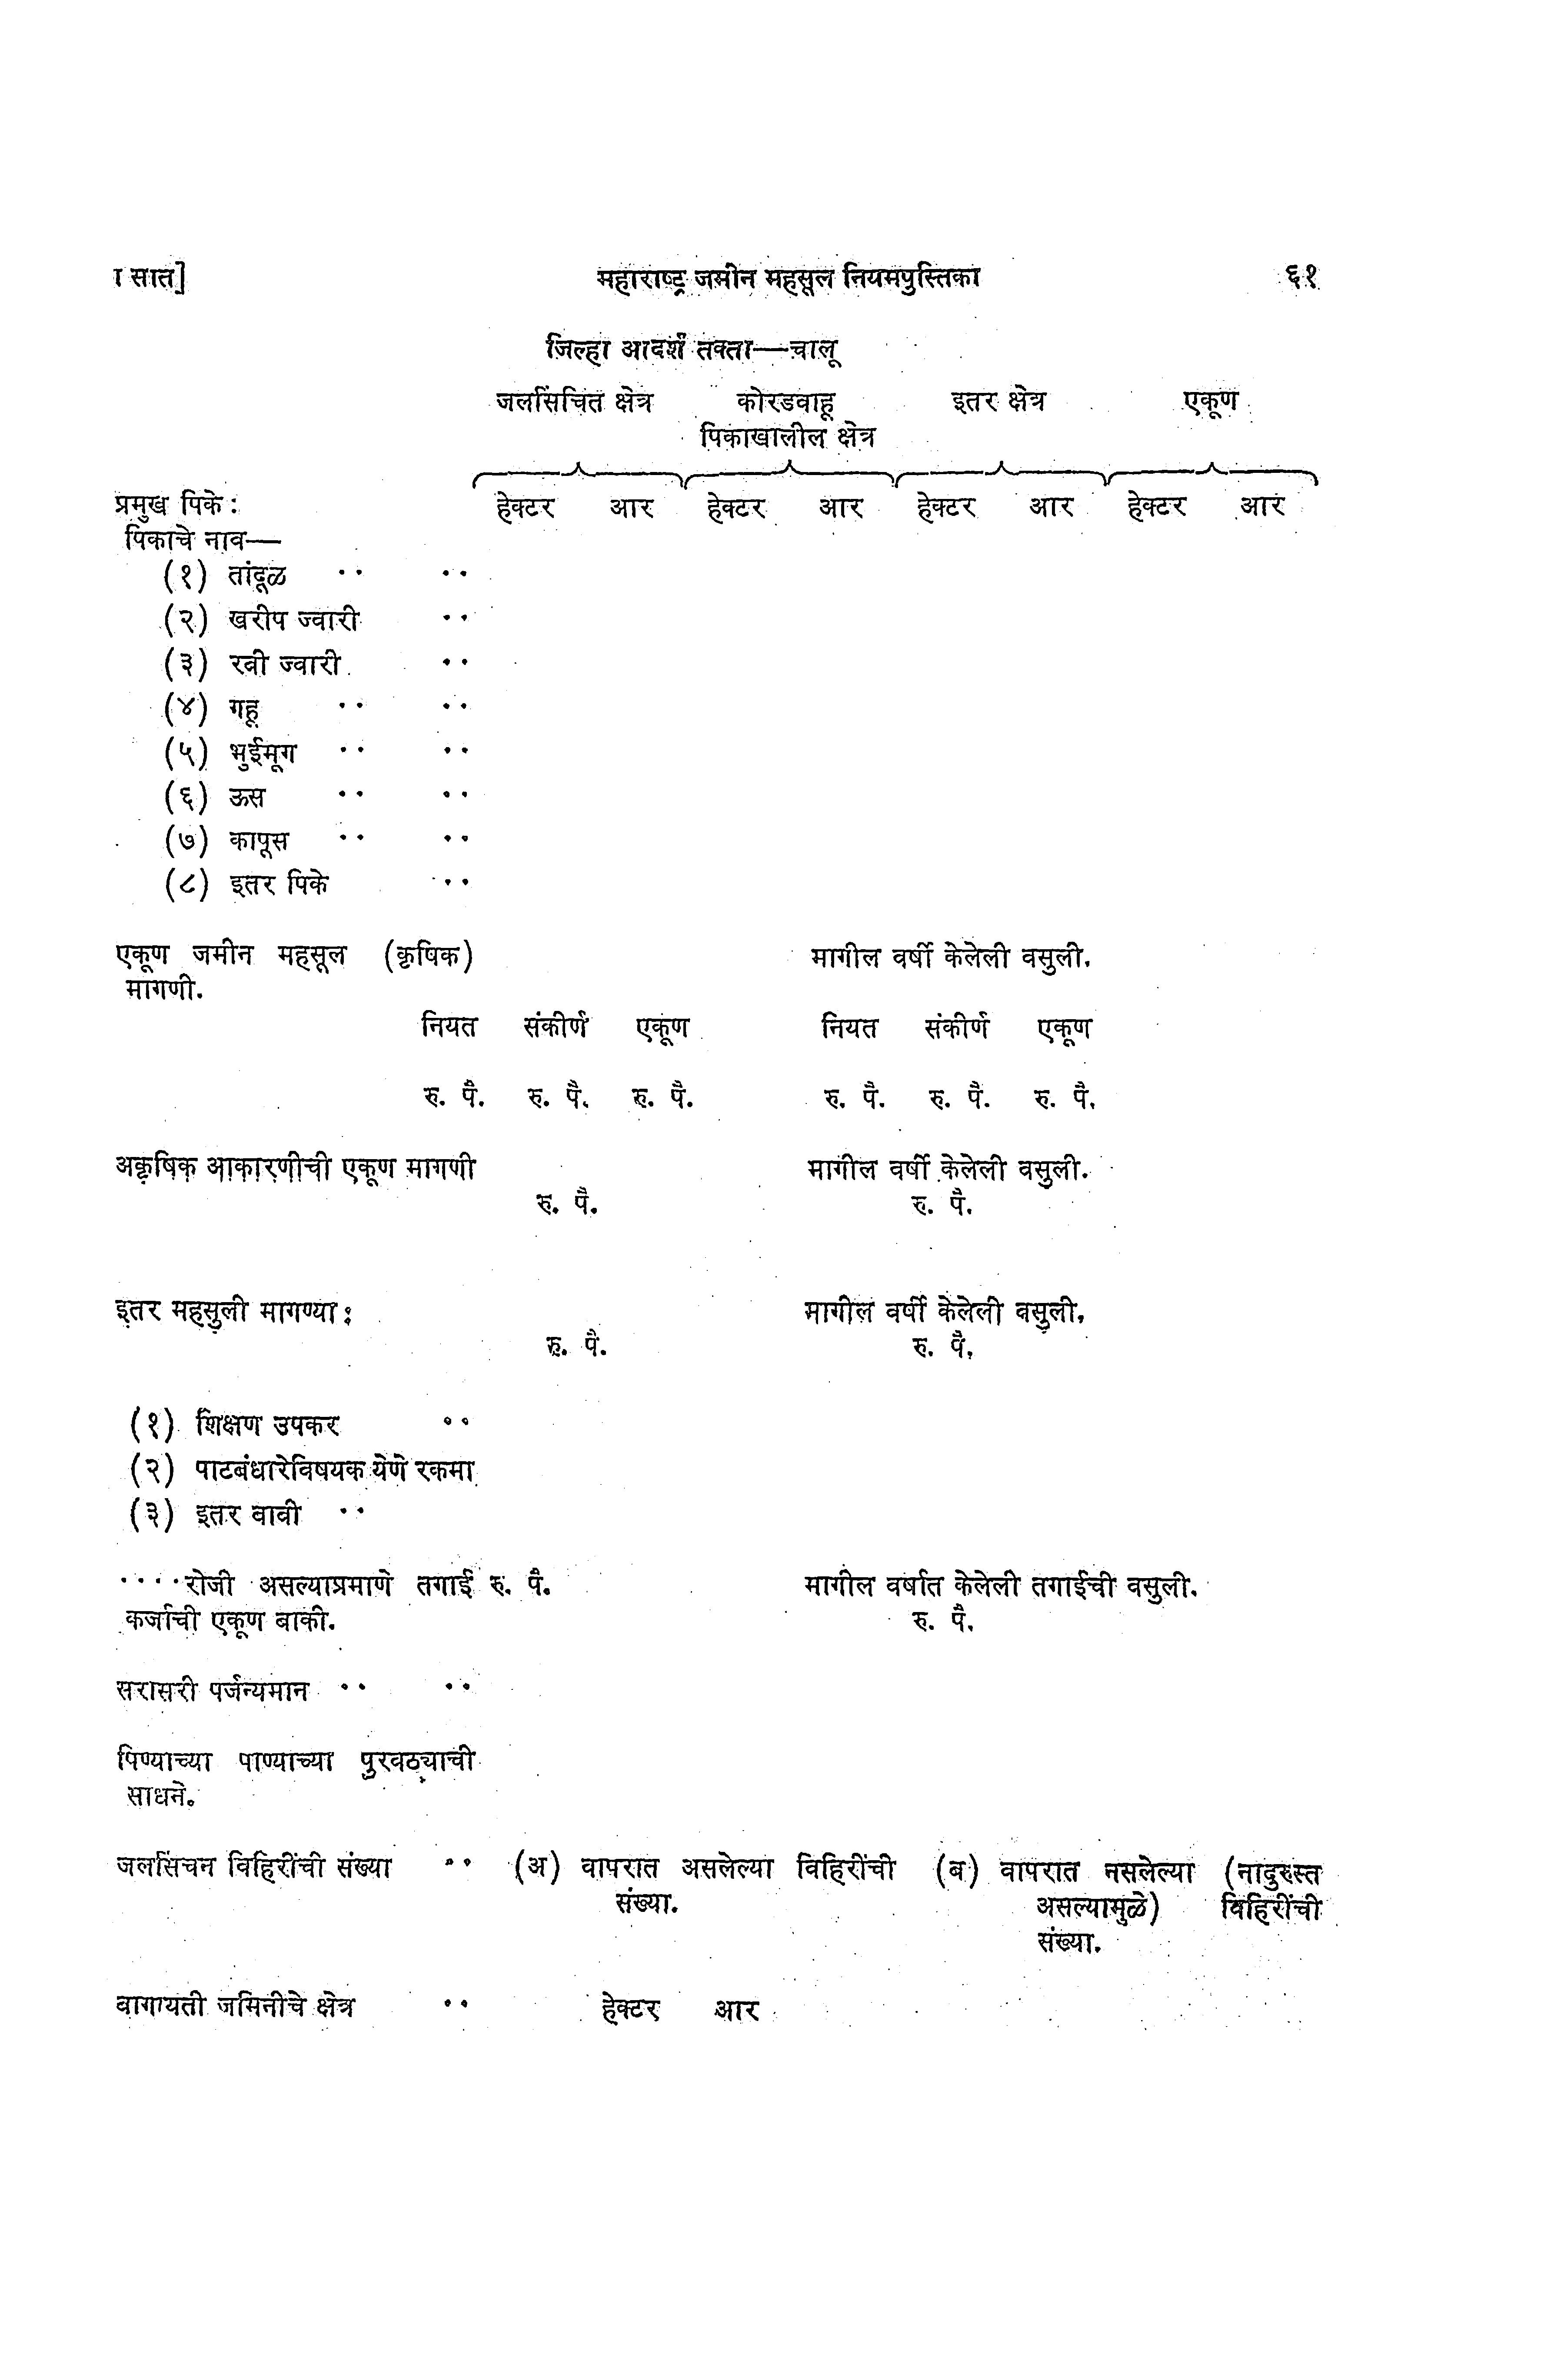 ा सात] महाराष्ट्र जमीन महसूल नियमपुस्तिका ६१
जिल्हा आदर्श तक्ता—चालू
जलसिंचित क्षेत्र कोरडवाहू इतर क्षेत्र एकूण
पिकाखालील क्षेत्र
प्रमुख पिके : हेक्टर आर हेक्टर आर हेक्टर आर हेक्टर आर
पिकाचे नाव—
(१) तांदूळ .. ..
(२) खरीप ज्वारी ..
(३) रबी ज्वारी ..
(४) गहू .. ..
(५) भुईमूग .. ..
(६) ऊस .. ..
(७) कापूस .. ..
(८) इतर पिके ..
एकूण जमीन महसूल (कृषिक) मागील वर्षी केलेली वसुली.
मागणी.
नियत संकीर्ण एकूण नियत संकीर्ण एकूण
रु. पै. रु. पै. रु. पै. रु. पै. रु. पै. रु. पै.
अकृषिक आकारणीची एकूण मागणी मागील वर्षी केलेली वसुली.
रु. पै. रु. पै.
इतर महसुली मागण्या : मागील वर्षी केलेली वसुली.
रु. पै. रु. पै.
(१) शिक्षण उपकर ..
(२) पाटबंधारेविषयक येणे रकमा
(३) इतर बाबी ..
....रोजी असल्याप्रमाणे तगाई रु. पै. मागील वर्षात केलेली तगाईची वसुली.
कर्जाची एकूण बाकी. रु. पै.
सरासरी पर्जन्यमान .. ..
पिण्याच्या पाण्याच्या पुरवठ्याची
साधने.
जलसिंचन विहिरींची संख्या .. (अ) वापरात असलेल्या विहिरींची (ब) वापरात नसलेल्या (नादुरुस्त
संख्या. असल्यामुळे) विहिरींची
संख्या.
बागायती जमिनीचे क्षेत्र .. हेक्टर आर